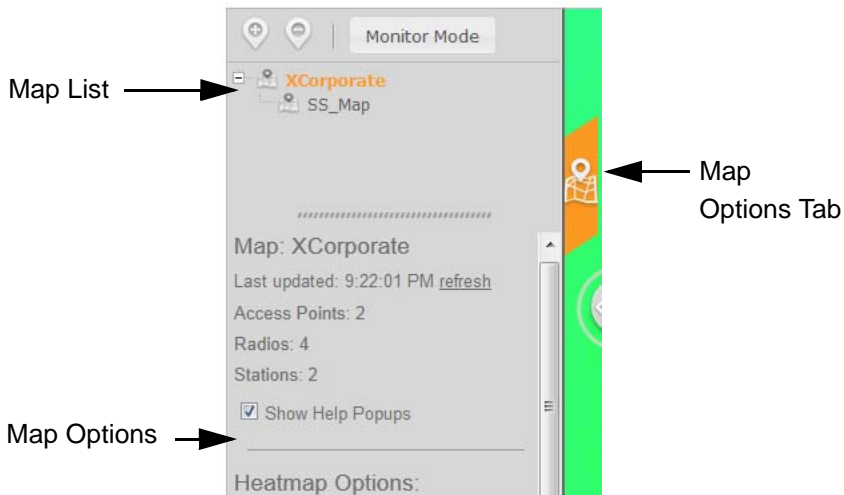 Monitor Mode
Map List
XCorporate
SS_Map
Map
Options Tab
Map: XCorporate
Last updated: 9:22:01 PM refresh
Access Points: 2
Radios: 4
Stations: 2
Show Help Popups
Map Options
Heatmap Options: